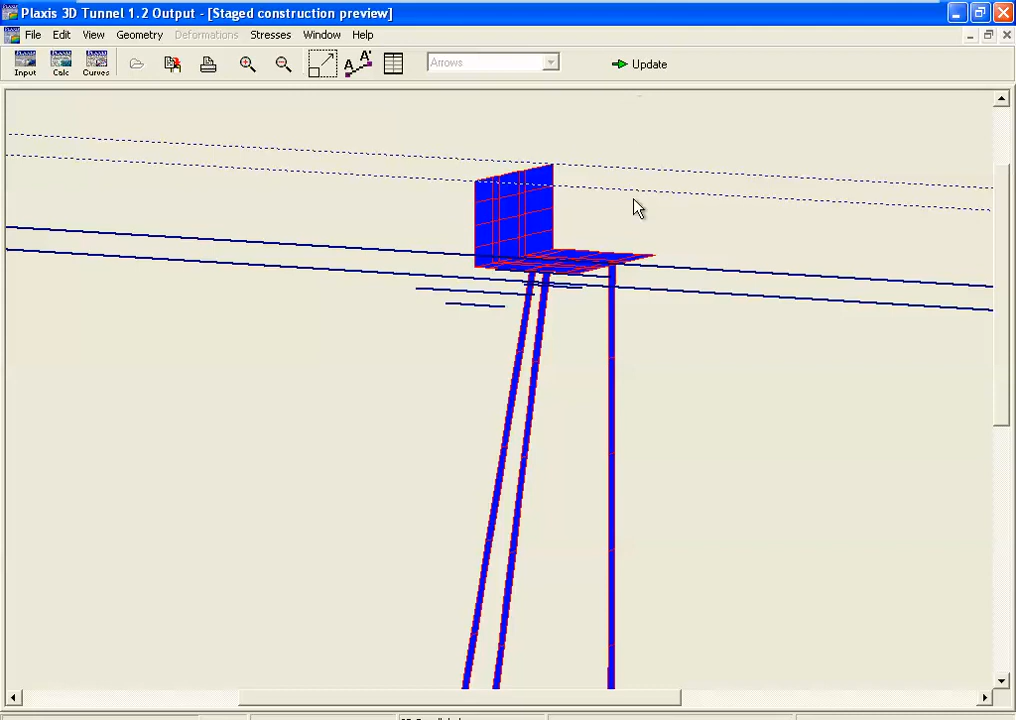 Plaxis 3D Tunnel 1.2 Output - [Staged construction preview]
File Edit View Geometry Deformations Stresses Window Help
Input Calc Curves Arrows Update